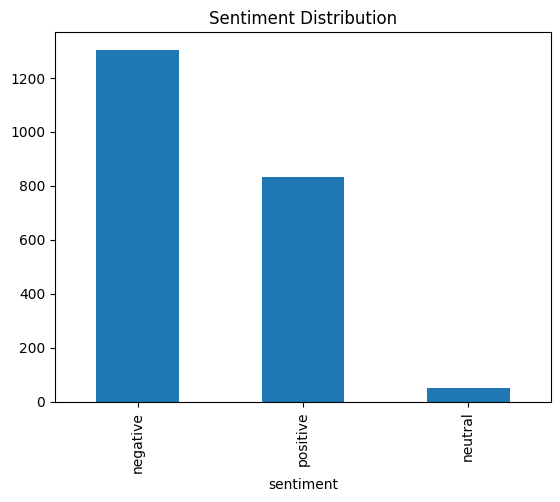 Sentiment Distribution
1200
1000
800
600
400
200
0
negative
positive
neutral
sentiment